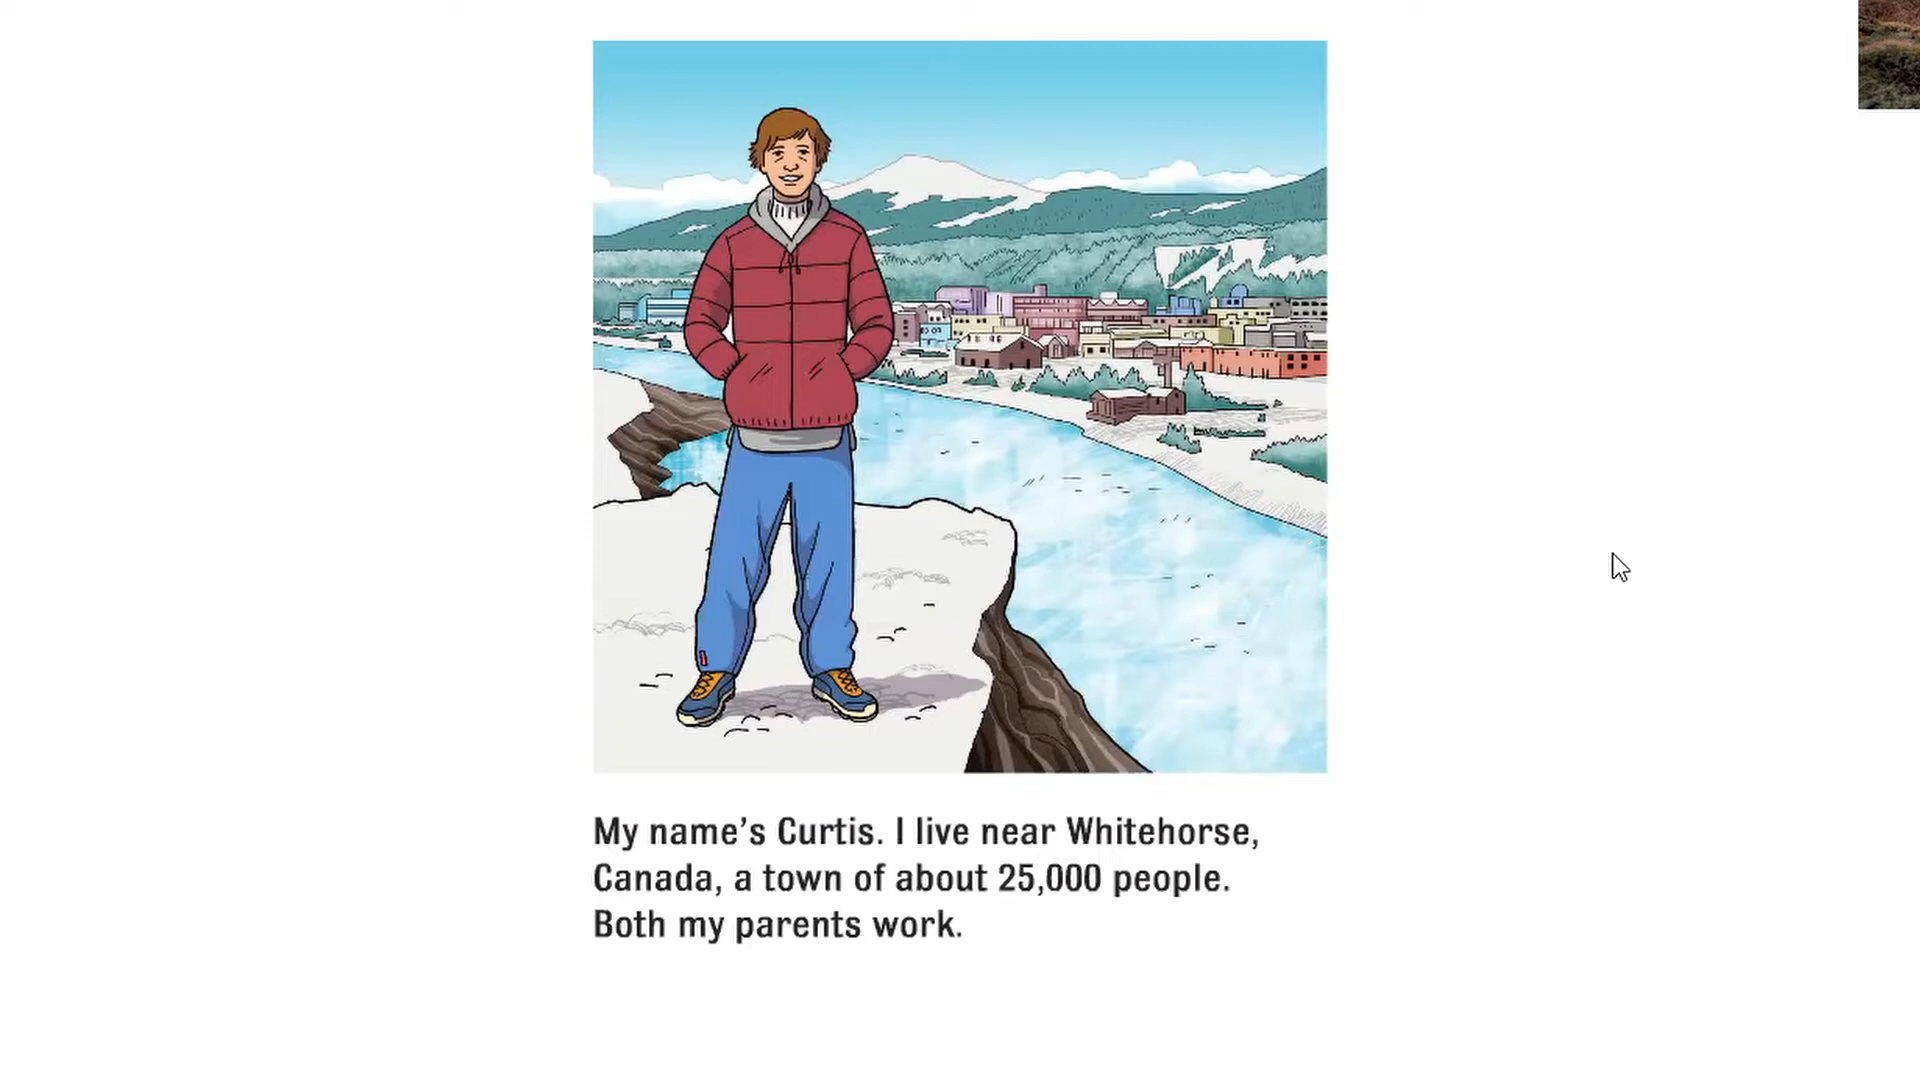 My name’s Curtis. I live near Whitehorse,
Canada, a town of about 25,000 people.
Both my parents work.